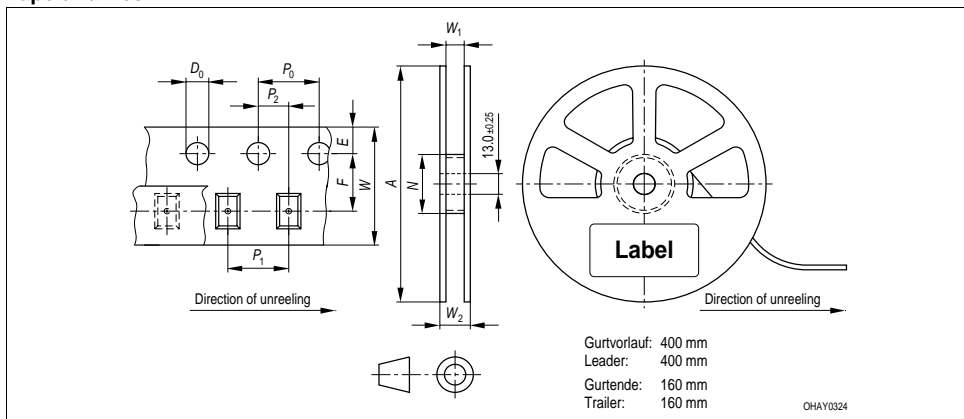 W1
D0
P0
P2
E
F
W
A
N
13.0 ±0.25
Label
P1
Direction of unreeling
W2
Direction of unreeling
Gurtvorlauf: 400 mm
Leader: 400 mm
Gurtende: 160 mm
Trailer: 160 mm
OHAY0324